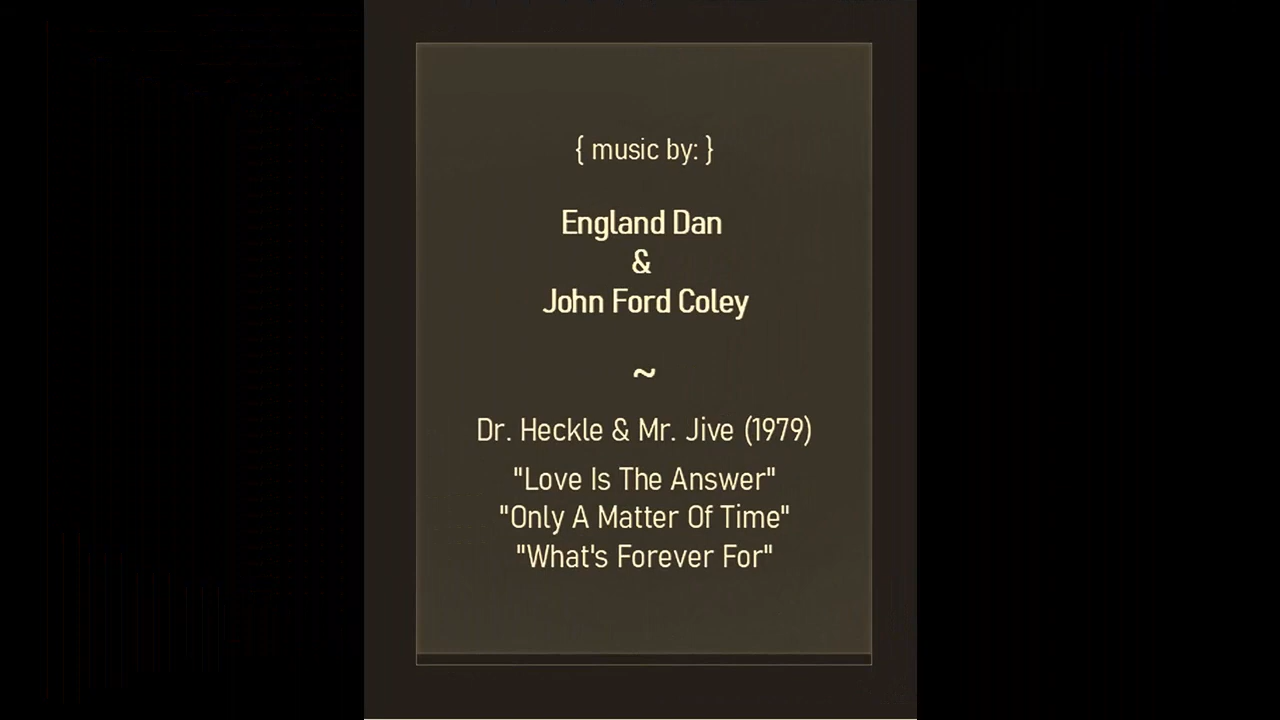 { music by: }
England Dan
&
John Ford Coley
~
Dr. Heckle & Mr. Jive (1979)
"Love Is The Answer"
"Only A Matter Of Time"
"What's Forever For"